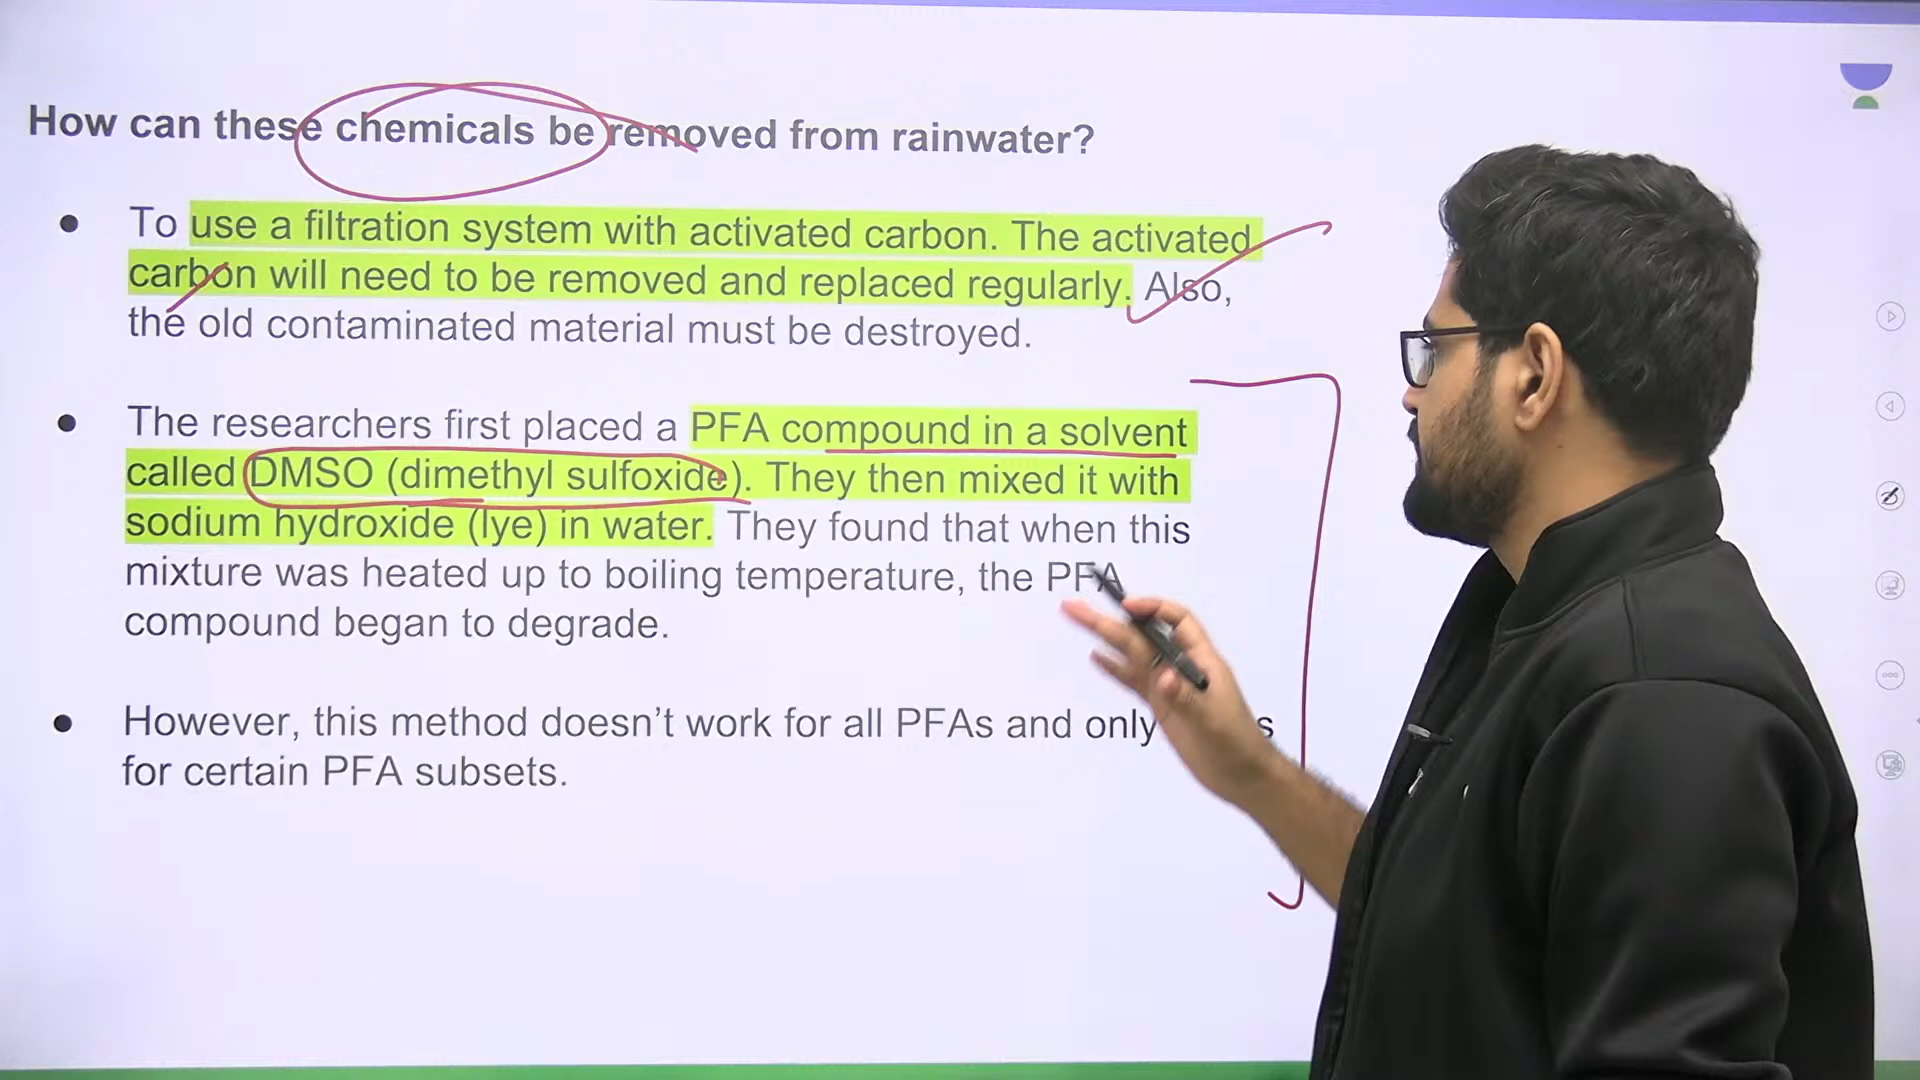 How can these chemicals be removed from rainwater?
● To use a filtration system with activated carbon. The activated
carbon will need to be removed and replaced regularly. Also,
the old contaminated material must be destroyed.
● The researchers first placed a PFA compound in a solvent
called DMSO (dimethyl sulfoxide). They then mixed it with
sodium hydroxide (lye) in water. They found that when this
mixture was heated up to boiling temperature, the PFA
compound began to degrade.
● However, this method doesn't work for all PFAs and only
for certain PFA subsets.